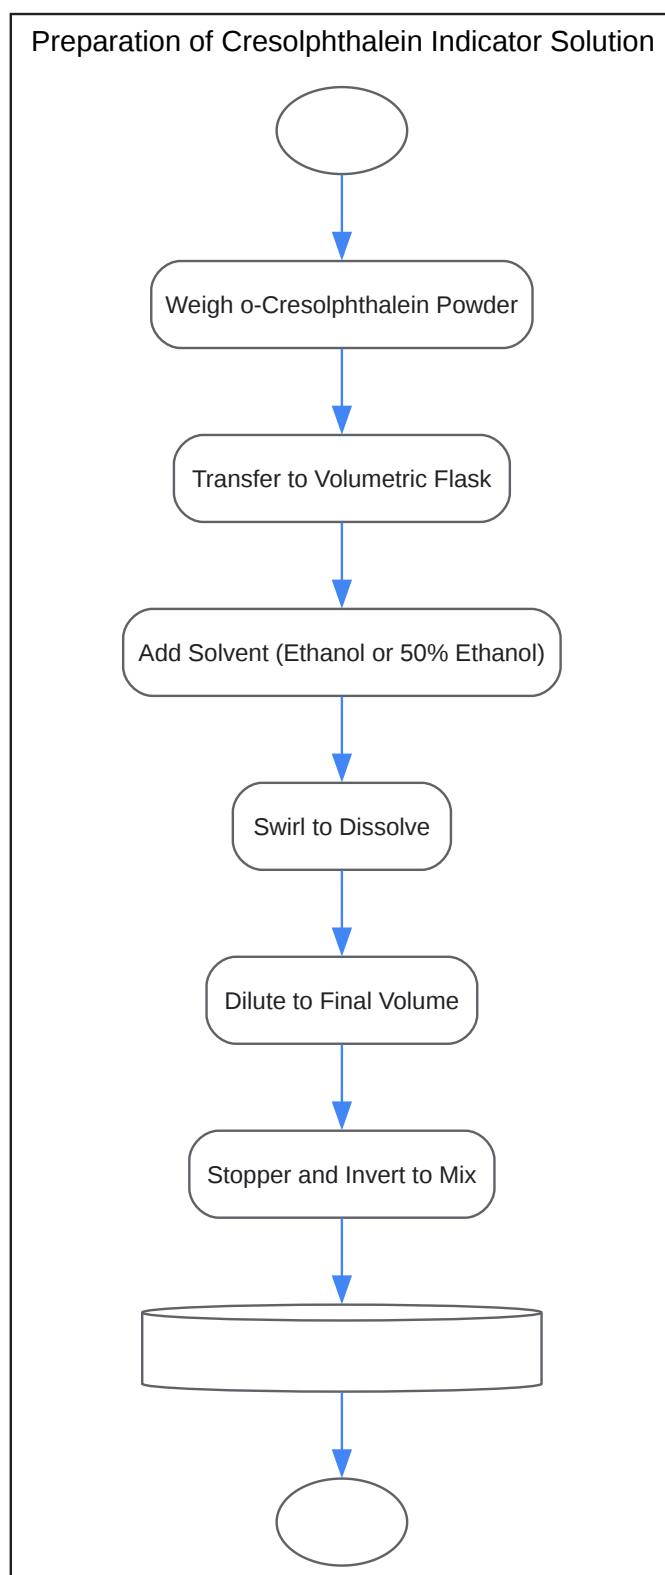 Preparation of Cresolphthalein Indicator Solution
Weigh o-Cresolphthalein Powder
Transfer to Volumetric Flask
Add Solvent (Ethanol or 50% Ethanol)
Swirl to Dissolve
Dilute to Final Volume
Stopper and Invert to Mix